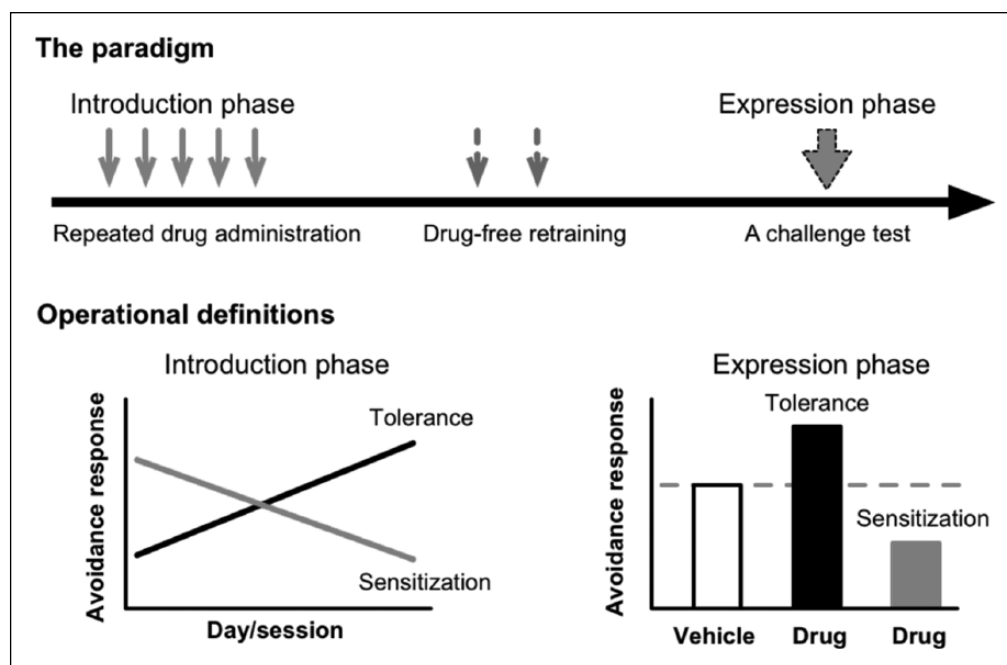 The paradigm
Introduction phase
Expression phase
Repeated drug administration
Drug-free retraining
A challenge test
Operational definitions
Introduction phase
Avoidance response
Tolerance
Sensitization
Day/session
Expression phase
Avoidance response
Tolerance
Sensitization
Vehicle
Drug
Drug